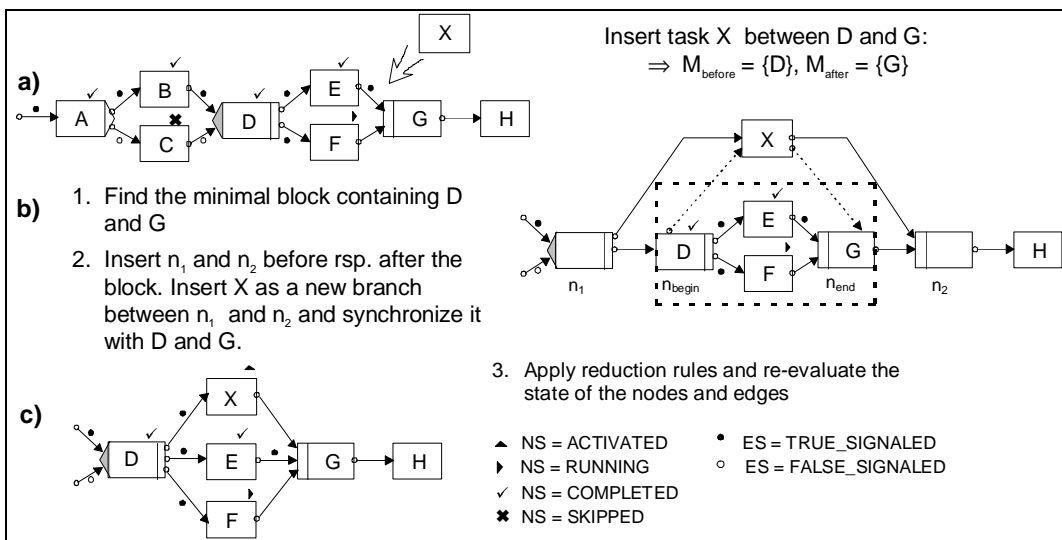 X
Insert task X between D and G:
⇒ M_before = {D}, M_after = {G}
a)
A
B
C
D
E
F
G
H
b)
1. Find the minimal block containing D
and G
2. Insert n₁ and n₂ before rsp. after the
block. Insert X as a new branch
between n₁ and n₂ and synchronize it
with D and G.
X
D
E
F
G
H
n₁
n_begin
n_end
n₂
3. Apply reduction rules and re-evaluate the
state of the nodes and edges
c)
D
X
E
F
G
H
NS = ACTIVATED
NS = RUNNING
NS = COMPLETED
NS = SKIPPED
ES = TRUE_SIGNALED
ES = FALSE_SIGNALED